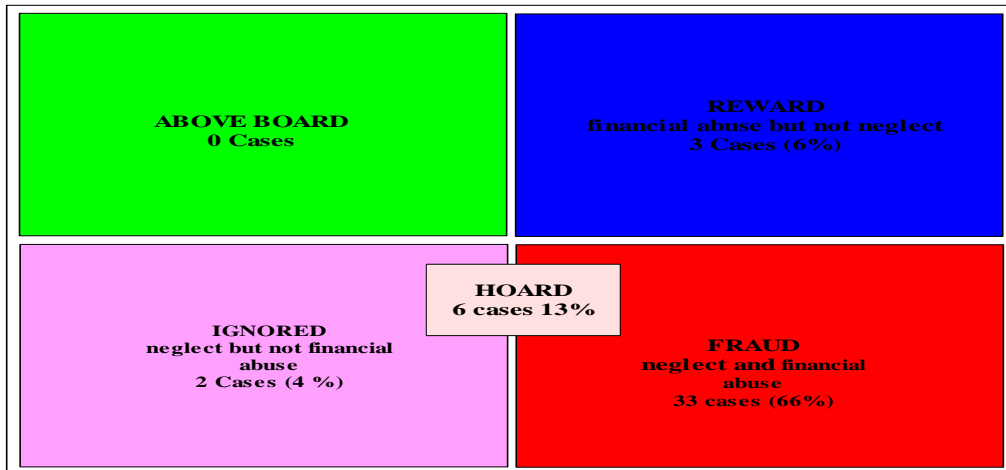 ABOVE BOARD
0 Cases
REWARD
financial abuse but not neglect
3 Cases (6%)
HOARD
6 cases 13%
IGNORED
neglect but not financial
abuse
2 Cases (4 %)
FRAUD
neglect and financial
abuse
33 cases (66%)